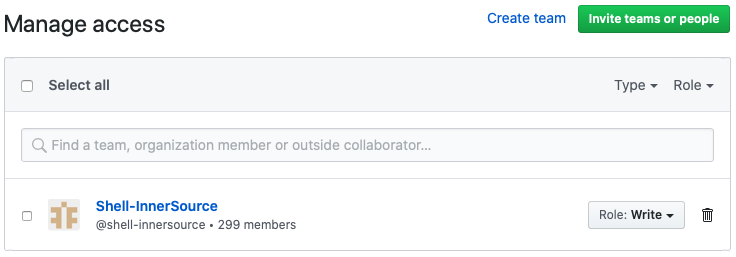 Manage access
Create team
Invite teams or people
Select all
Type
Role
Find a team, organization member or outside collaborator...
Shell-InnerSource
@shell-innersource • 299 members
Role: Write